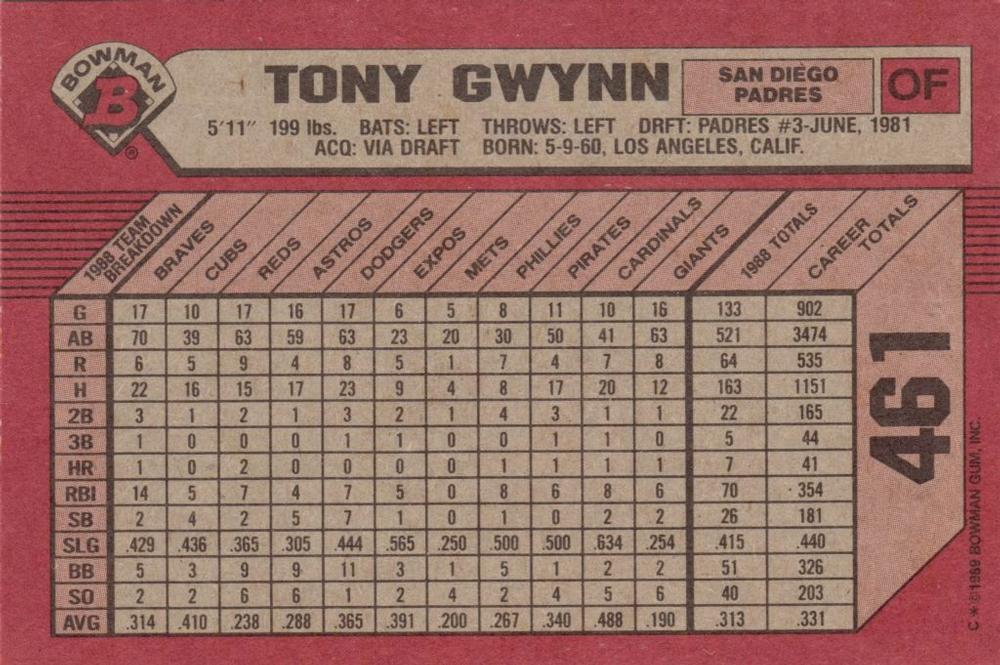 BOWMAN
B
®
TONY GWYNN
SAN DIEGO
PADRES
OF
5'11" 199 lbs. BATS: LEFT THROWS: LEFT DRFT: PADRES #3-JUNE, 1981
ACQ: VIA DRAFT BORN: 5-9-60, LOS ANGELES, CALIF.
1988 TEAM BREAKDOWN BRAVES CUBS REDS ASTROS DODGERS EXPOS METS PHILLIES PIRATES CARDINALS GIANTS 1988 TOTALS CAREER TOTALS
G 17 10 17 16 17 6 5 8 11 10 16 133 902
AB 70 39 63 59 63 23 20 30 50 41 63 521 3474
R 6 5 9 4 8 5 1 7 4 7 8 64 535
H 22 16 15 17 23 9 4 8 17 20 12 163 1151
2B 3 1 2 1 3 2 1 4 3 1 1 22 165
3B 1 0 0 0 1 1 0 0 1 1 0 5 44
HR 1 0 2 0 0 0 0 1 1 1 1 7 41
RBI 14 5 7 4 7 5 0 8 6 8 6 70 354
SB 2 4 2 5 7 1 0 1 0 2 2 26 181
SLG .429 .436 .365 .305 .444 .565 .250 .500 .500 .634 .254 .415 .440
BB 5 3 9 9 11 3 1 5 1 2 2 51 326
SO 2 2 6 6 1 2 4 2 4 5 6 40 203
AVG .314 .410 .238 .288 .365 .391 .200 .267 .340 .488 .190 .313 .331
461
C *©1989 BOWMAN GUM, INC.